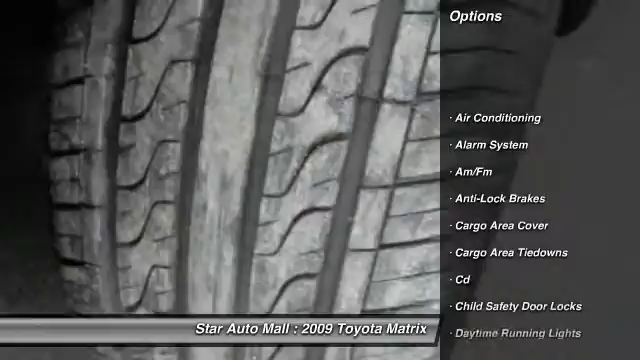 Options
· Air Conditioning
· Alarm System
· Am/Fm
· Anti-Lock Brakes
· Cargo Area Cover
· Cargo Area Tiedowns
· Cd
· Child Safety Door Locks
· Daytime Running Lights
Star Auto Mall : 2009 Toyota Matrix